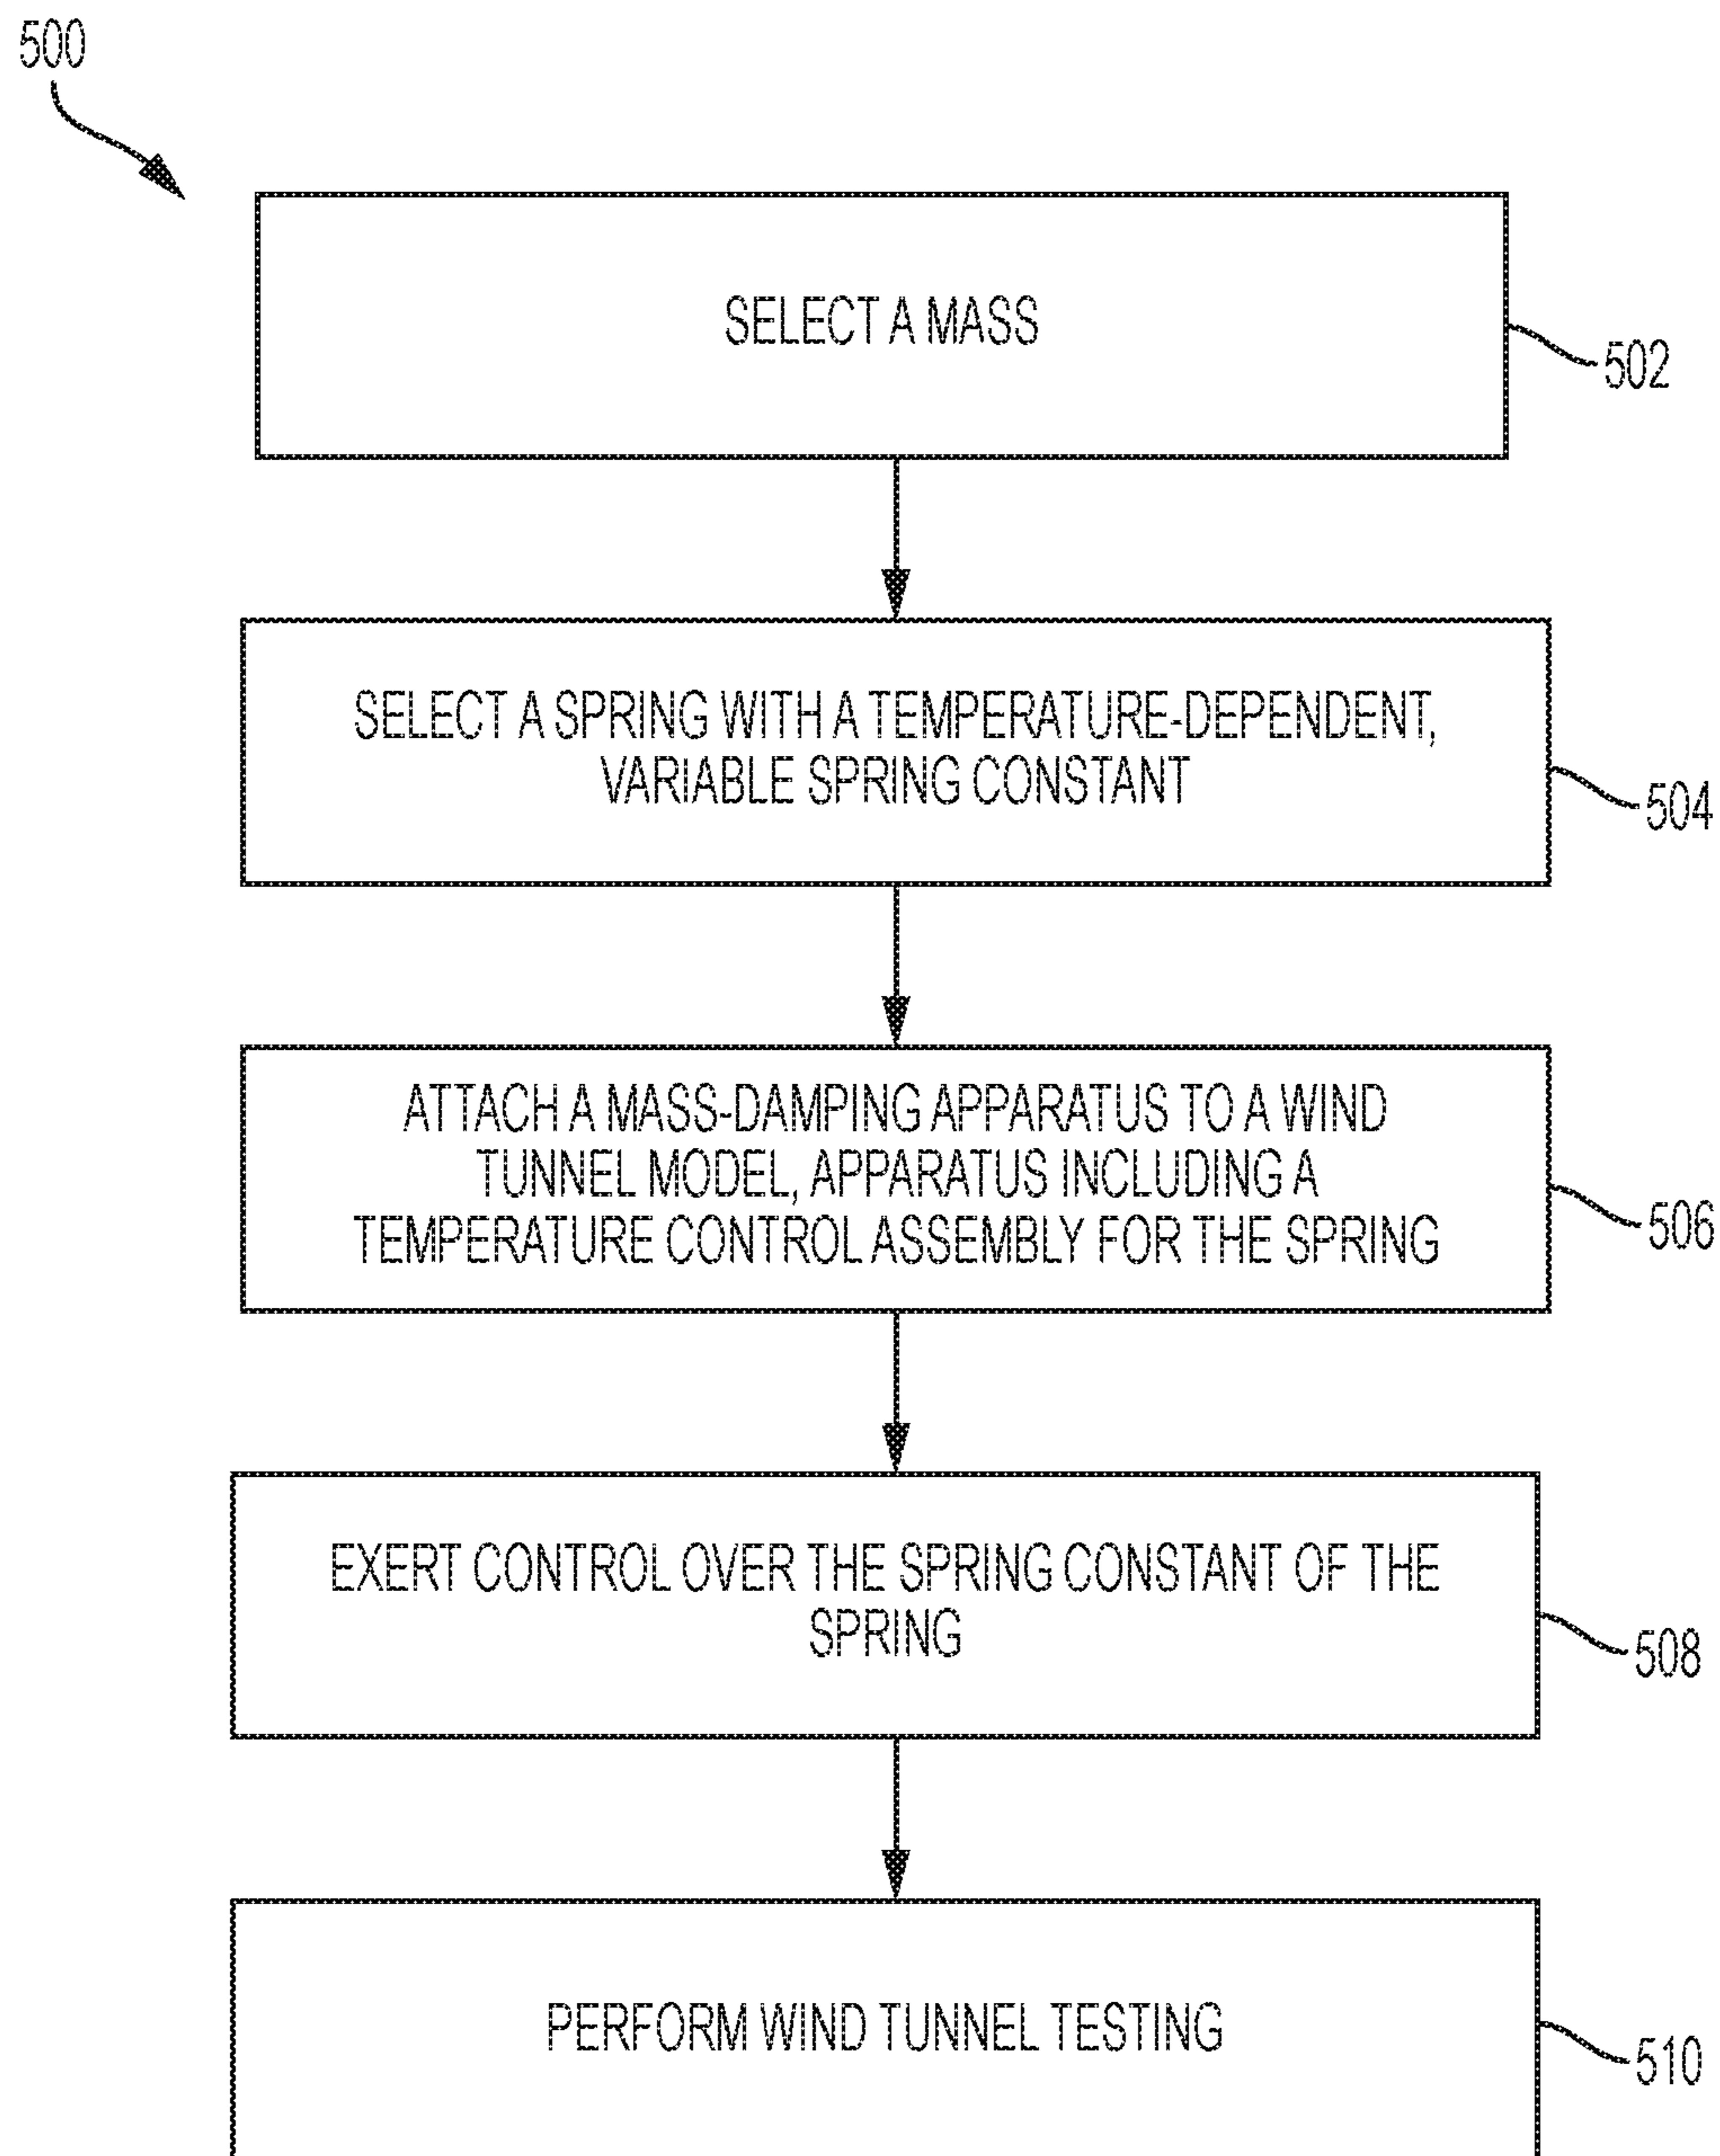 500
SELECT A MASS
502
SELECT A SPRING WITH A TEMPERATURE-DEPENDENT,
VARIABLE SPRING CONSTANT
504
ATTACH A MASS-DAMPING APPARATUS TO A WIND
TUNNEL MODEL, APPARATUS INCLUDING A
TEMPERATURE CONTROL ASSEMBLY FOR THE SPRING
506
EXERT CONTROL OVER THE SPRING CONSTANT OF THE
SPRING
508
PERFORM WIND TUNNEL TESTING
510